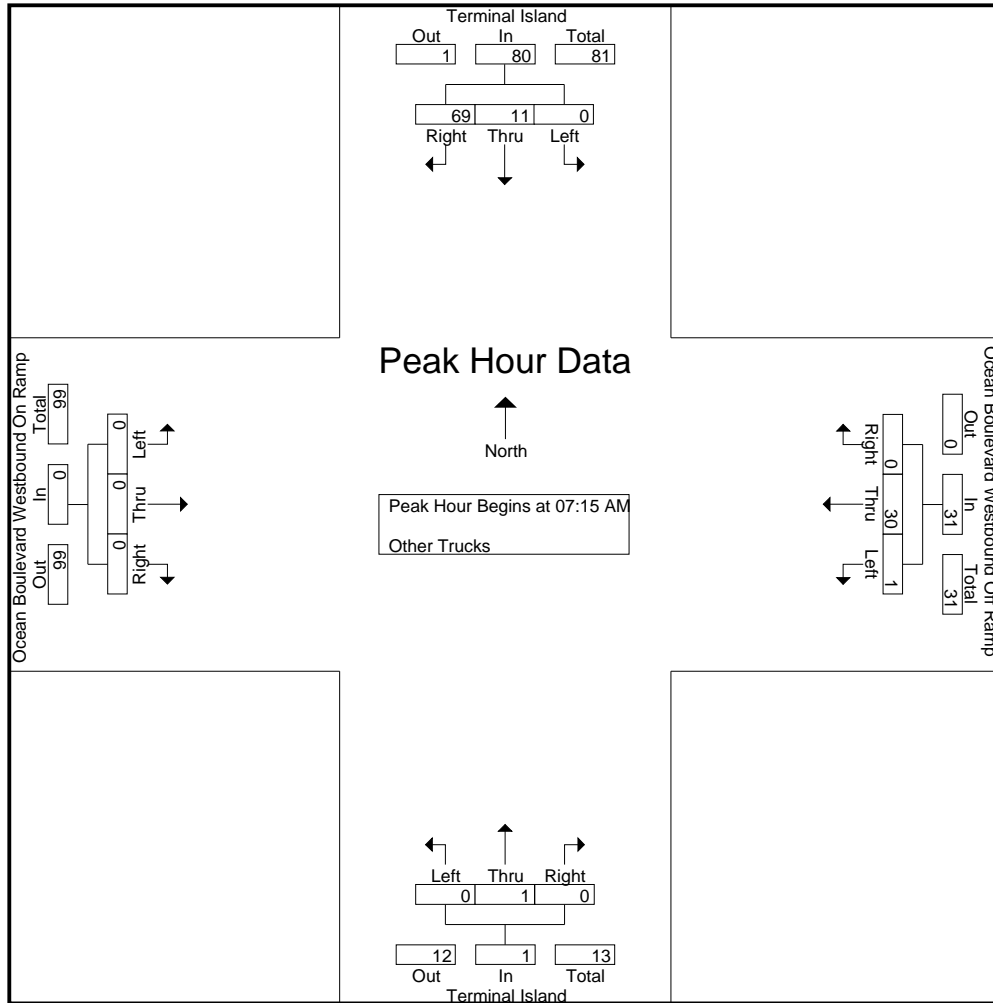 Terminal Island
Out In Total
1 80 81
69 11 0
Right Thru Left
Peak Hour Data
North
Peak Hour Begins at 07:15 AM
Other Trucks
Ocean Boulevard Westbound On Ramp
Total In Out
99 0 99
0 0 0
Left Thru Right
Ocean Boulevard Westbound Off Ramp
Out In Total
0 31 31
0 30 1
Right Thru Left
Left Thru Right
0 1 0
12 1 13
Out In Total
Terminal Island